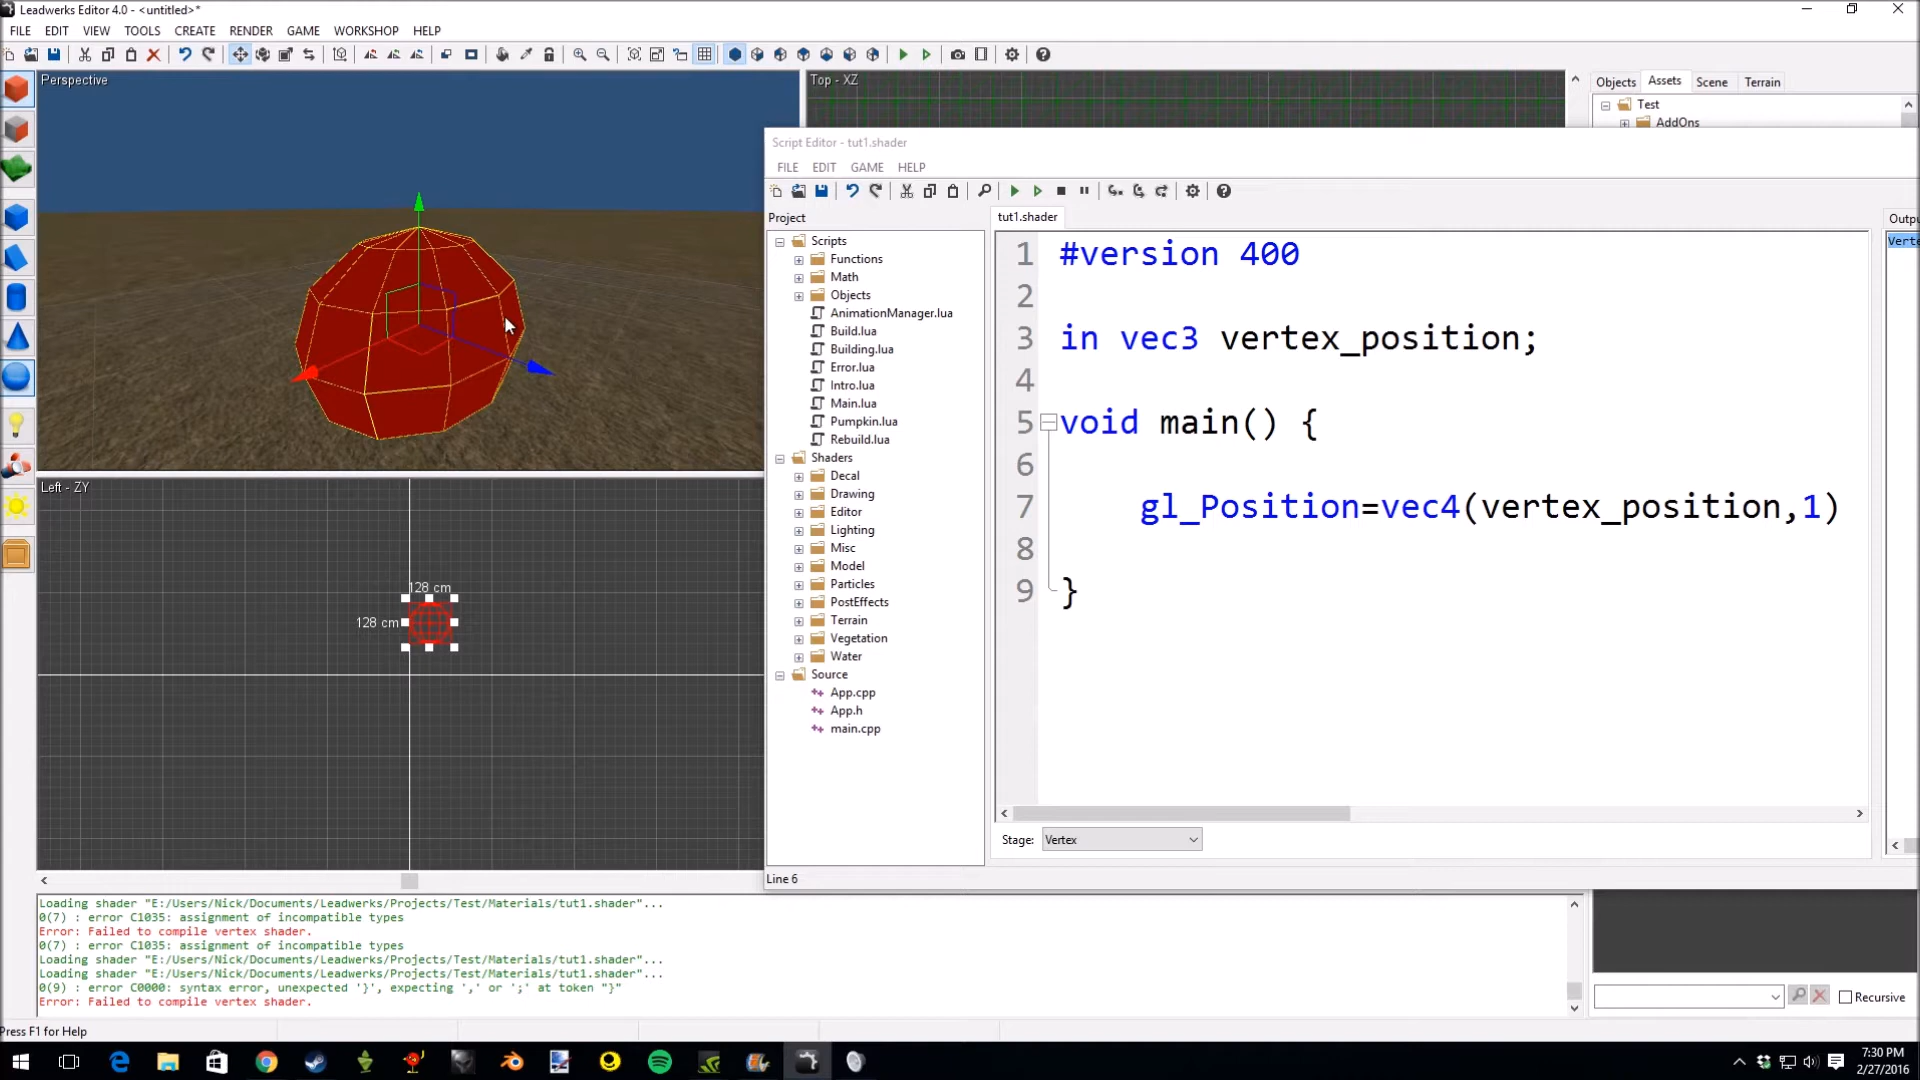 Leadwerks Editor 4.0 - <untitled>*
FILE EDIT VIEW TOOLS CREATE RENDER GAME WORKSHOP HELP
Perspective
Top - XZ
Objects Assets Scene Terrain
Test
AddOns
Script Editor - tut1.shader
FILE EDIT GAME HELP
Project
tut1.shader
Scripts
Functions
Math
Objects
AnimationManager.lua
Build.lua
Building.lua
Error.lua
Intro.lua
Main.lua
Pumpkin.lua
Rebuild.lua
Shaders
Decal
Drawing
Editor
Lighting
Misc
Model
Particles
PostEffects
Terrain
Vegetation
Water
Source
App.cpp
App.h
main.cpp
1 #version 400
2
3 in vec3 vertex_position;
4
5 void main() {
6
7 gl_Position=vec4(vertex_position,1)
8
9 }
Outpu
Verte
Stage: Vertex
Line 6
Left - ZY
128 cm
128 cm
Loading shader "E:/Users/Nick/Documents/Leadwerks/Projects/Test/Materials/tut1.shader"...
0(7) : error C1035: assignment of incompatible types
Error: Failed to compile vertex shader.
0(7) : error C1035: assignment of incompatible types
Loading shader "E:/Users/Nick/Documents/Leadwerks/Projects/Test/Materials/tut1.shader"...
Loading shader "E:/Users/Nick/Documents/Leadwerks/Projects/Test/Materials/tut1.shader"...
0(9) : error C0000: syntax error, unexpected '}', expecting ',' or ';' at token "}"
Error: Failed to compile vertex shader.
Recursive
Press F1 for Help
7:30 PM
2/27/2016